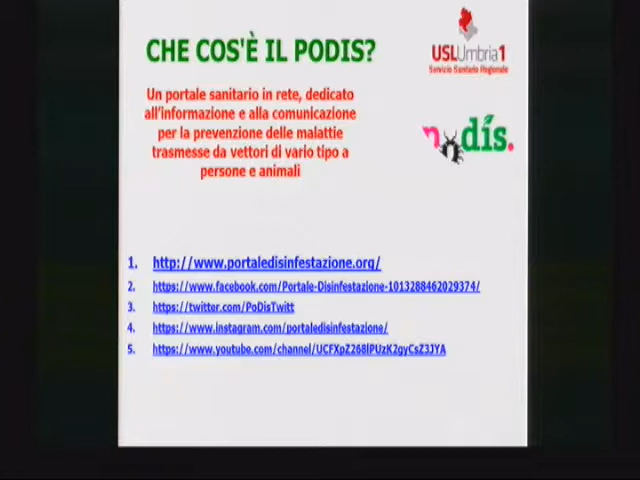 CHE COS'È IL PODIS?
USLUmbria1
Servizio Sanitario Regionale
Un portale sanitario in rete, dedicato
all'informazione e alla comunicazione
per la prevenzione delle malattie
trasmesse da vettori di vario tipo a
persone e animali
dis.
1. http://www.portaledisinfestazione.org/
2. https://www.facebook.com/Portale-Disinfestazione-1013288462029374/
3. https://twitter.com/PoDisTwitt
4. https://www.instagram.com/portaledisinfestazione/
5. https://www.youtube.com/channel/UCFXpZ268lPUzK2gyCsZ3JYA